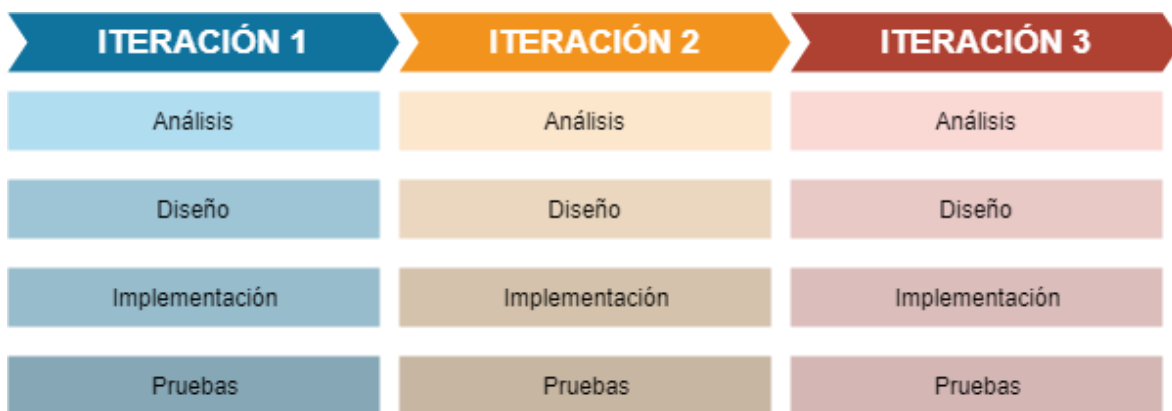 ITERACIÓN 1
ITERACIÓN 2
ITERACIÓN 3
Análisis
Análisis
Análisis
Diseño
Diseño
Diseño
Implementación
Implementación
Implementación
Pruebas
Pruebas
Pruebas